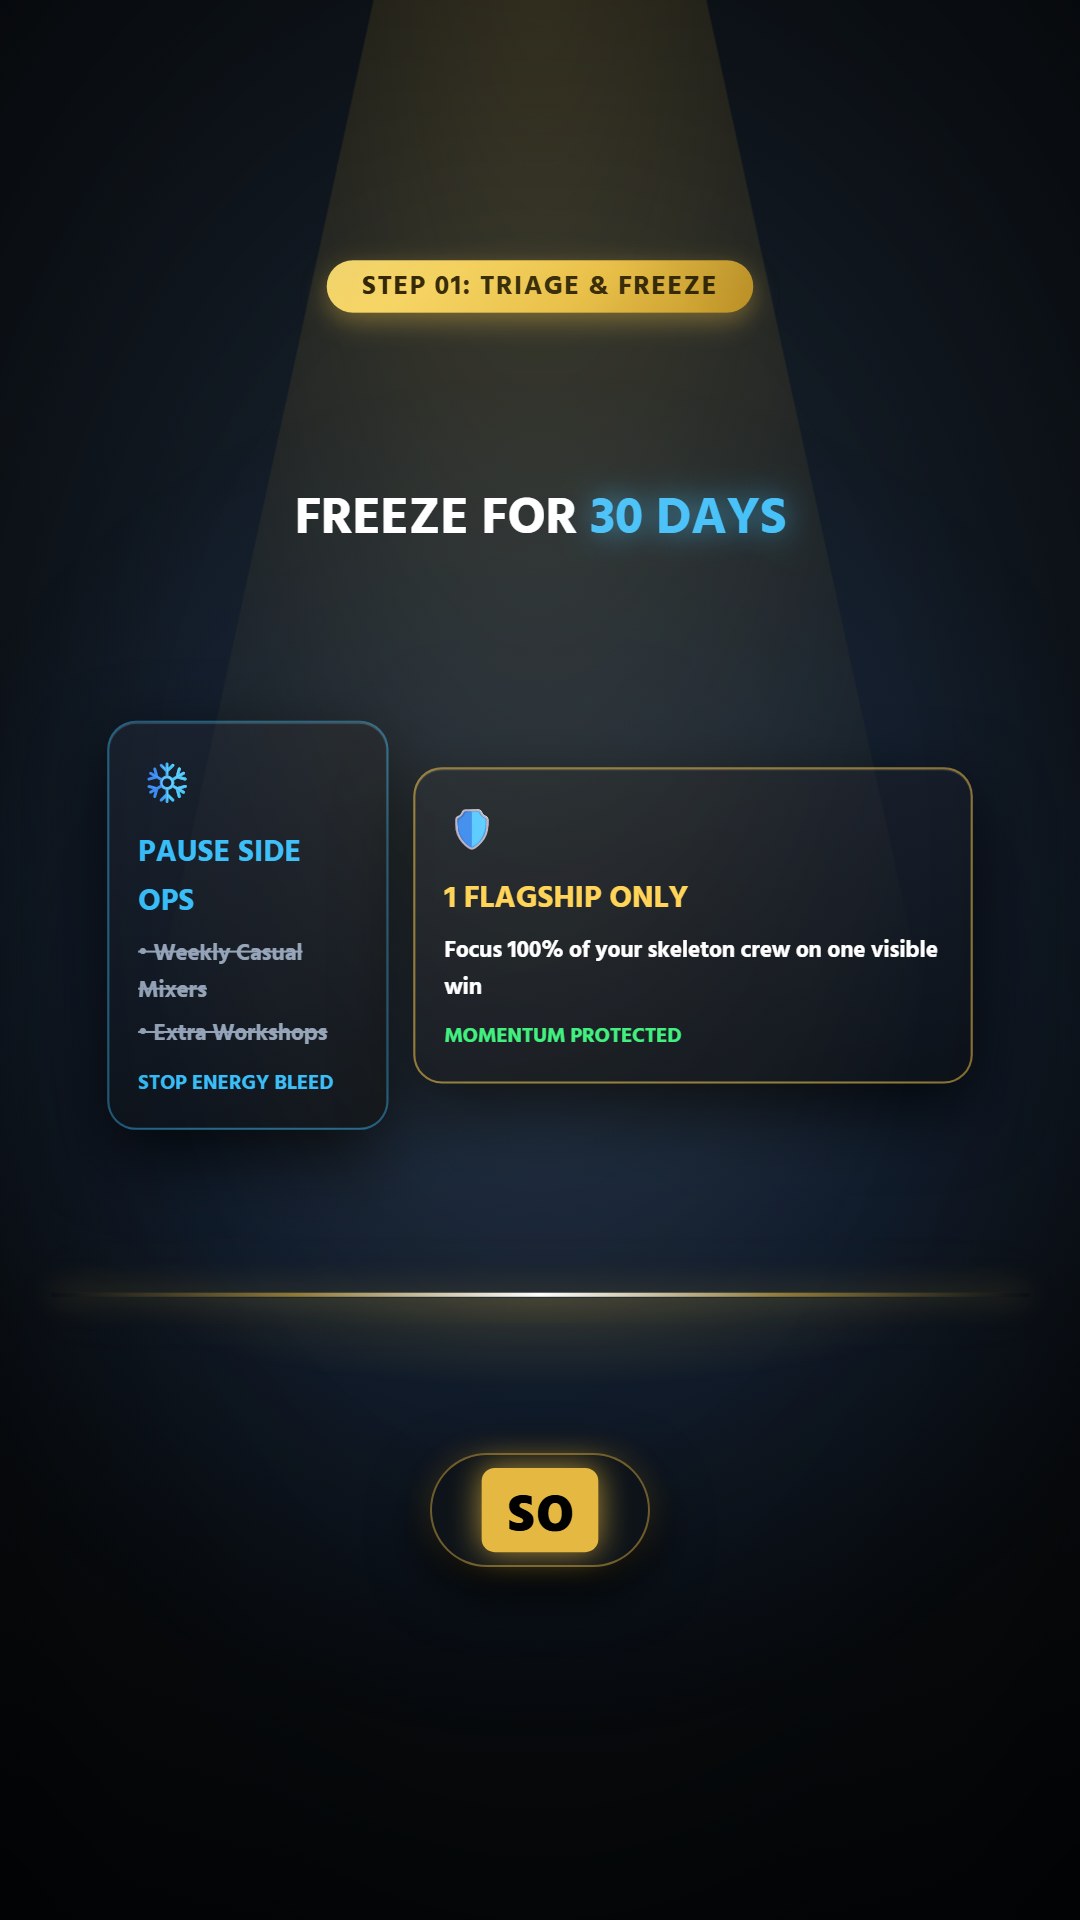 STEP 01: TRIAGE & FREEZE
FREEZE FOR 30 DAYS
PAUSE SIDE
OPS
• Weekly Casual
Mixers
• Extra Workshops
STOP ENERGY BLEED
1 FLAGSHIP ONLY
Focus 100% of your skeleton crew on one visible
win
MOMENTUM PROTECTED
SO